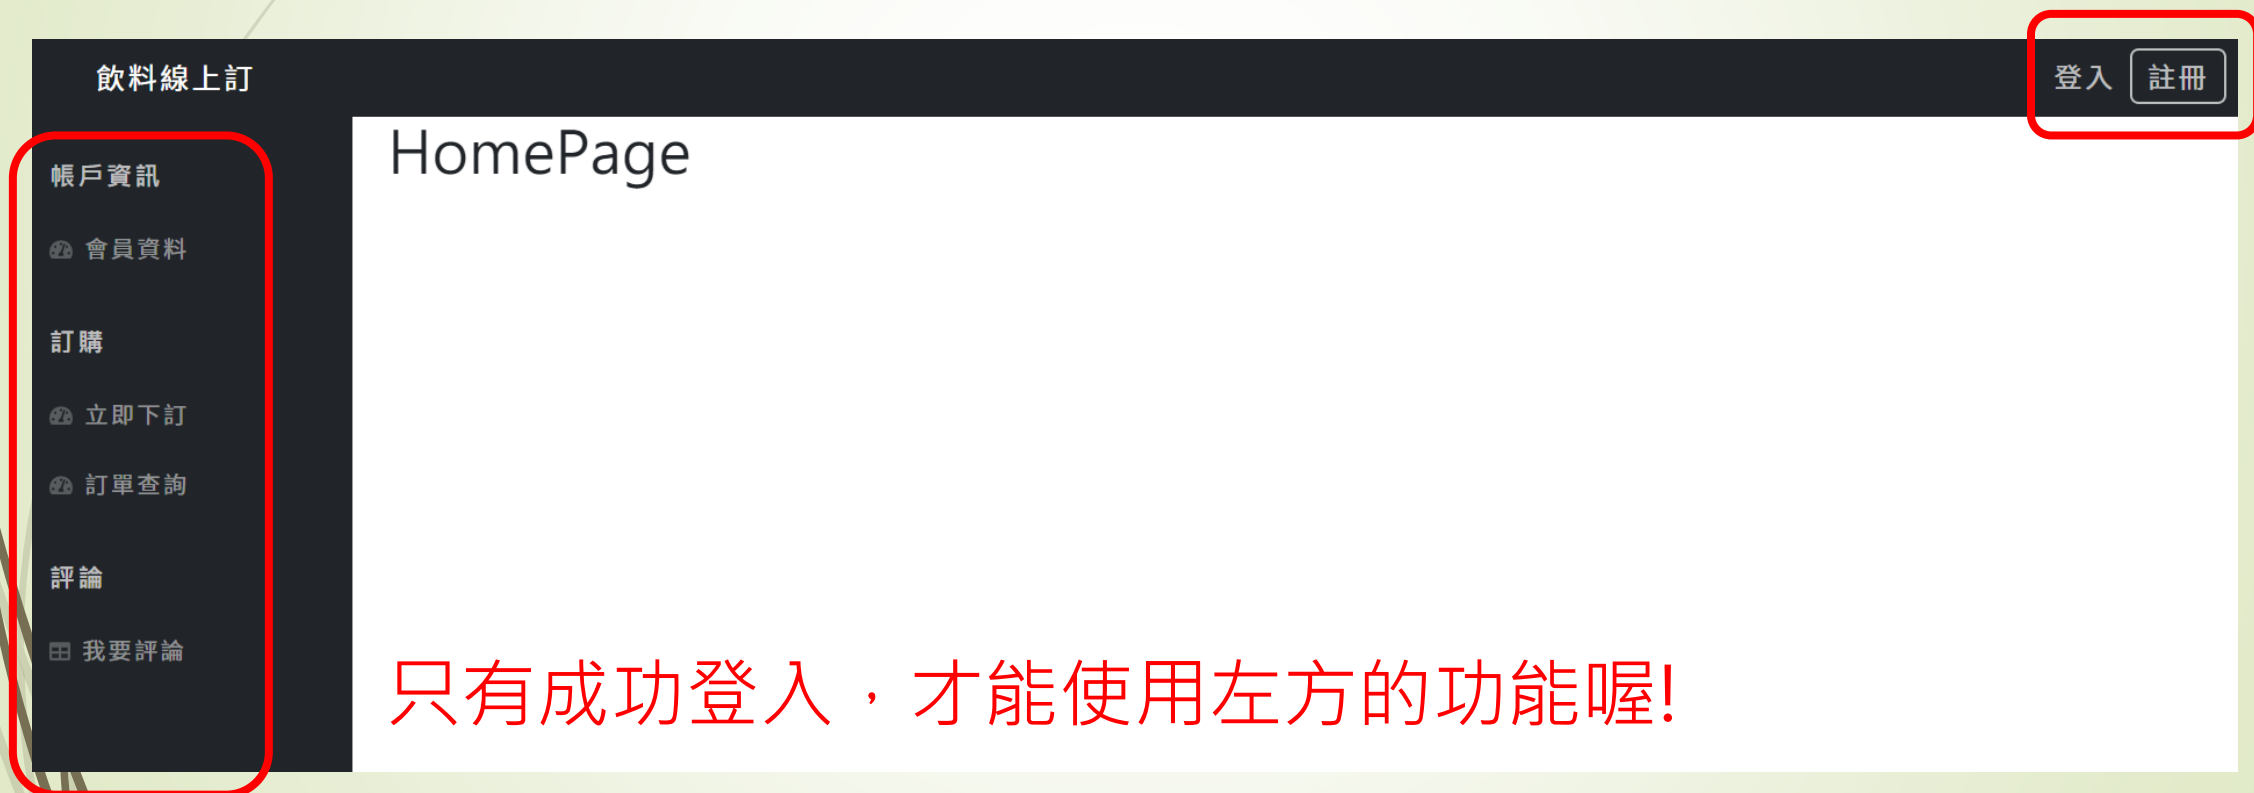 飲料線上訂
登入 註冊
帳戶資訊
會員資料
訂購
立即下訂
訂單查詢
評論
我要評論
HomePage
只有成功登入，才能使用左方的功能喔!